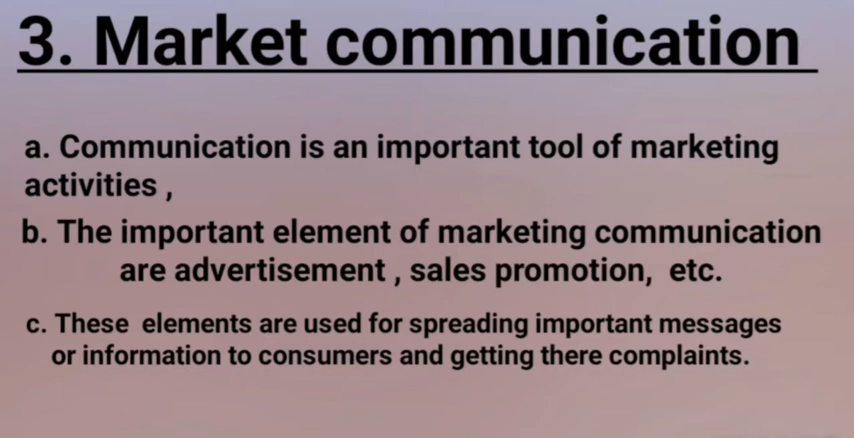 3. Market communication
a. Communication is an important tool of marketing
activities ,
b. The important element of marketing communication
are advertisement , sales promotion, etc.
c. These elements are used for spreading important messages
or information to consumers and getting there complaints.